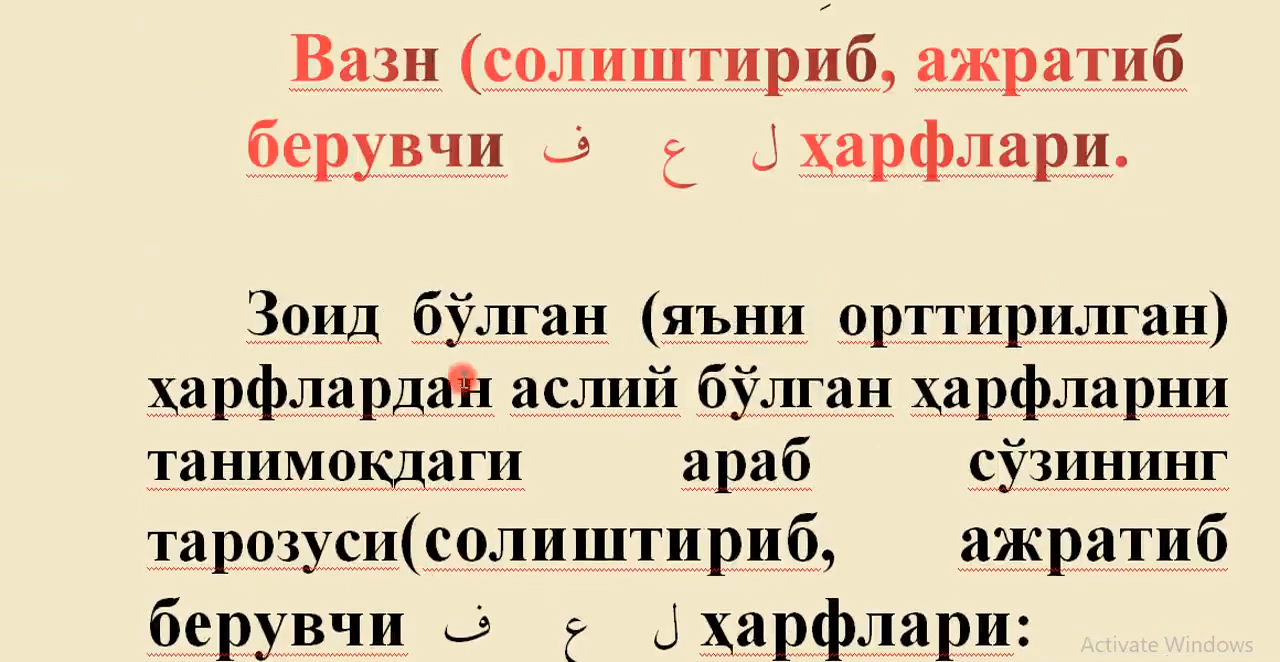 Вазн (солиштириб, ажратиб
берувчи ف ع ل ҳарфлари.
Зоид бўлган (яъни орттирилган)
ҳарфлардан аслий бўлган ҳарфларни
танимоқдаги араб сўзининг
тарозуси(солиштириб, ажратиб
берувчи ف ع ل ҳарфлари:
Activate Windows